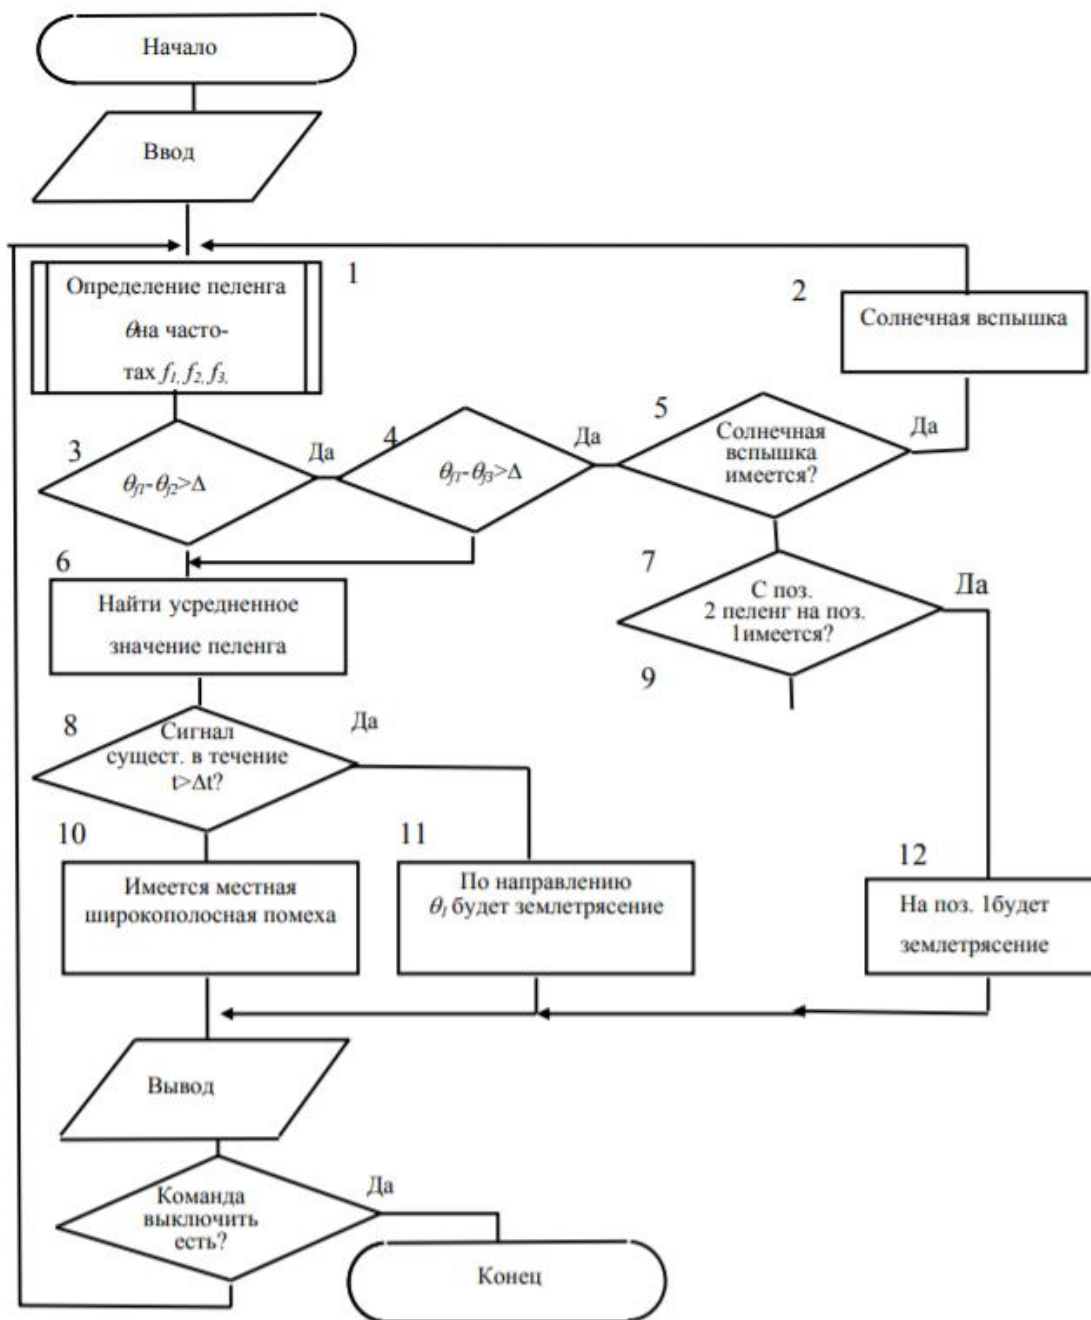 Начало
Ввод
1
Определение пеленга
θна часто-
тах f1, f2, f3,
2
Солнечная вспышка
3
θf1-θf2>Δ
Да
4
θf1-θf3>Δ
Да
5
Солнечная
вспышка
имеется?
Да
6
Найти усредненное
значение пеленга
7
С поз.
2 пеленг на поз.
1имеется?
Да
9
8
Сигнал
сущест. в течение
t>Δt?
Да
10
Имеется местная
широкополосная помеха
11
По направлению
θ1 будет землетрясение
12
На поз. 1будет
землетрясение
Вывод
Команда
выключить
есть?
Да
Конец